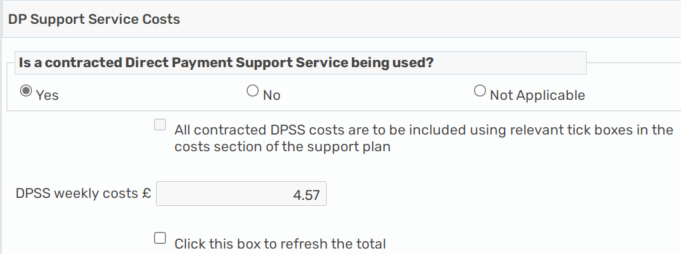 DP Support Service Costs
Is a contracted Direct Payment Support Service being used?
Yes No Not Applicable
All contracted DPSS costs are to be included using relevant tick boxes in the
costs section of the support plan
DPSS weekly costs £ 4.57
Click this box to refresh the total